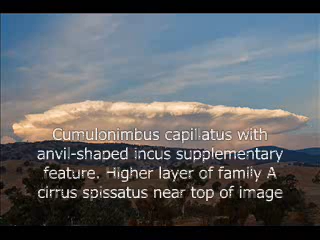 Cumulonimbus capillatus with
anvil-shaped incus supplementary
feature. Higher layer of family A
cirrus spissatus near top of image